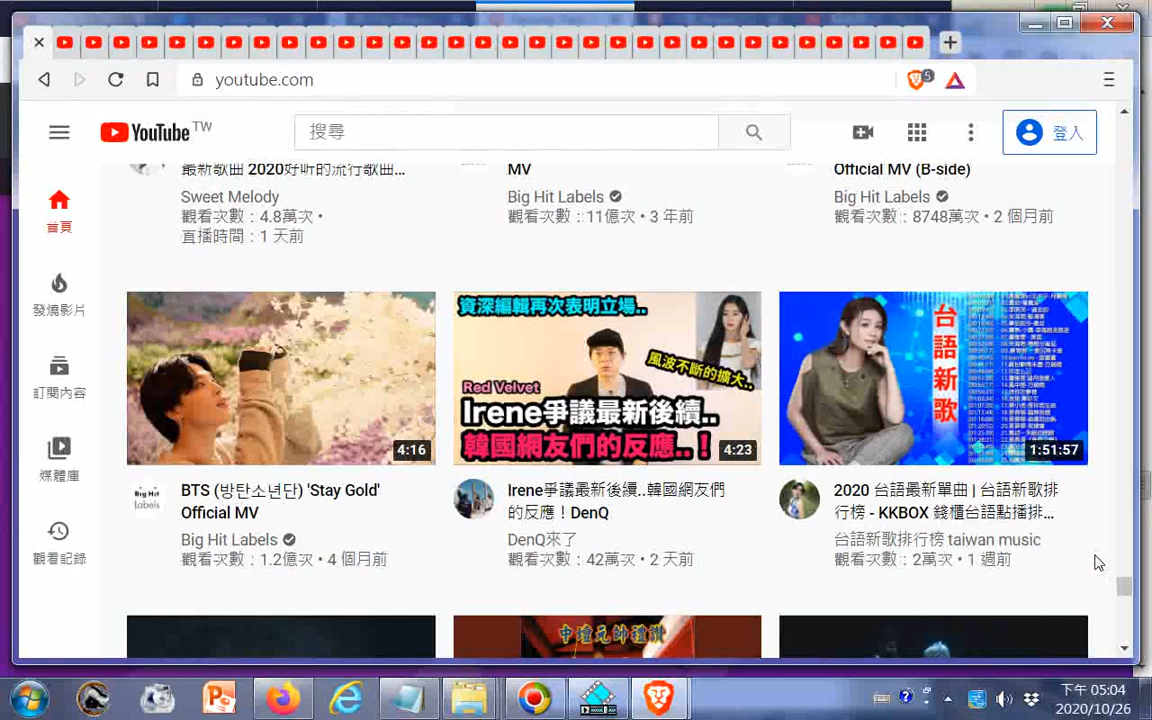 youtube.com
5
YouTube TW
搜尋
登入
最新歌曲 2020好听的流行歌曲...
Sweet Melody
觀看次數：4.8萬次 •
直播時間：1 天前
MV
Big Hit Labels
觀看次數：11億次 • 3 年前
Official MV (B-side)
Big Hit Labels
觀看次數：8748萬次 • 2 個月前
首頁
發燒影片
訂閱內容
媒體庫
觀看記錄
4:16
資深編輯再次表明立場..
風波不斷的擴大..
Red Velvet
Irene爭議最新後續..
韓國網友們的反應..！
4:23
台語新歌
1:51:57
Big Hit
Labels
BTS (방탄소년단) 'Stay Gold'
Official MV
Big Hit Labels
觀看次數：1.2億次 • 4 個月前
Irene爭議最新後續..韓國網友們
的反應！DenQ
DenQ來了
觀看次數：42萬次 • 2 天前
2020 台語最新單曲 | 台語新歌排
行榜 - KKBOX 錢櫃台語點播排...
台語新歌排行榜 taiwan music
觀看次數：2萬次 • 1 週前
中壇元帥禮讚
下午 05:04
2020/10/26